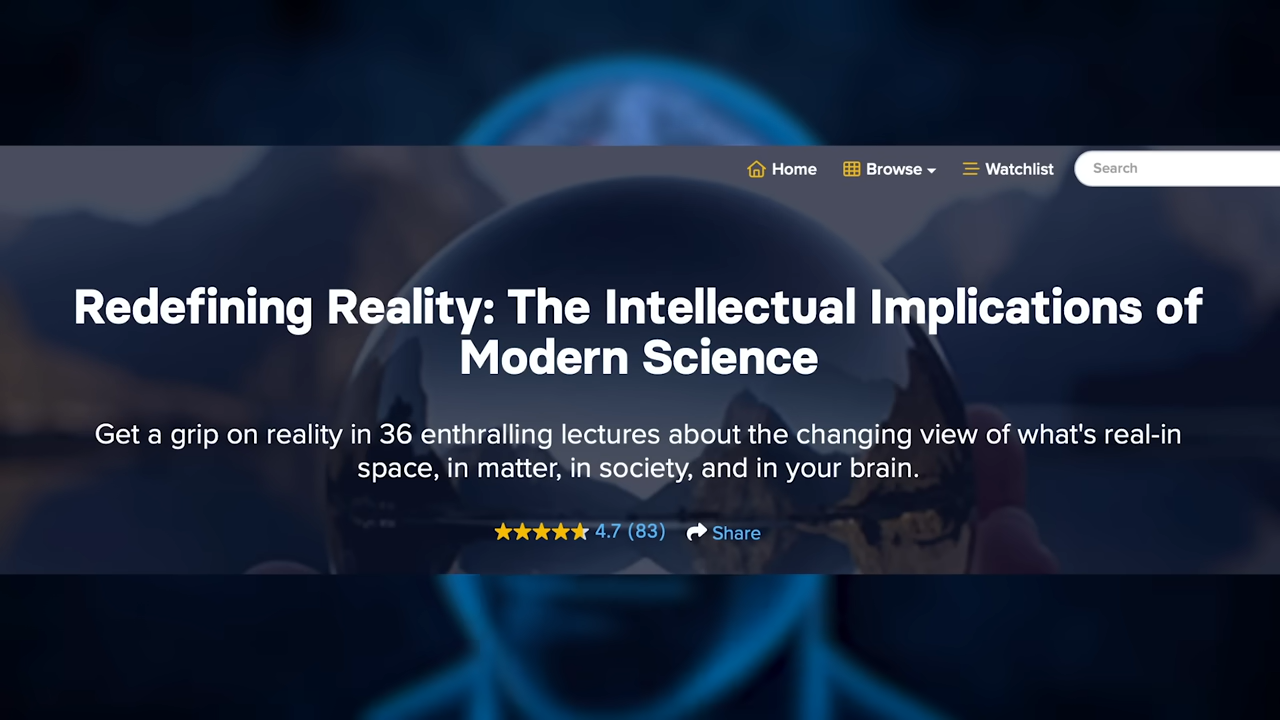 Home Browse Watchlist Search
Redefining Reality: The Intellectual Implications of
Modern Science
Get a grip on reality in 36 enthralling lectures about the changing view of what's real-in
space, in matter, in society, and in your brain.
4.7 (83) Share